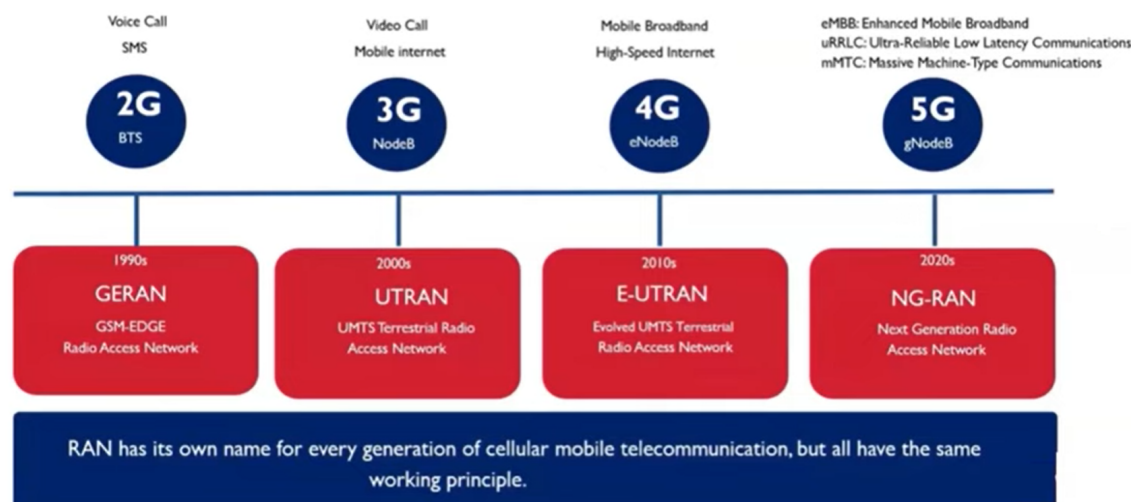 Voice Call
SMS
2G
BTS
Video Call
Mobile internet
3G
NodeB
Mobile Broadband
High-Speed Internet
4G
eNodeB
eMBB: Enhanced Mobile Broadband
uRRLC: Ultra-Reliable Low Latency Communications
mMTC: Massive Machine-Type Communications
5G
gNodeB
1990s
GERAN
GSM-EDGE
Radio Access Network
2000s
UTRAN
UMTS Terrestrial Radio
Access Network
2010s
E-UTRAN
Evolved UMTS Terrestrial
Radio Access Network
2020s
NG-RAN
Next Generation Radio
Access Network
RAN has its own name for every generation of cellular mobile telecommunication, but all have the same
working principle.